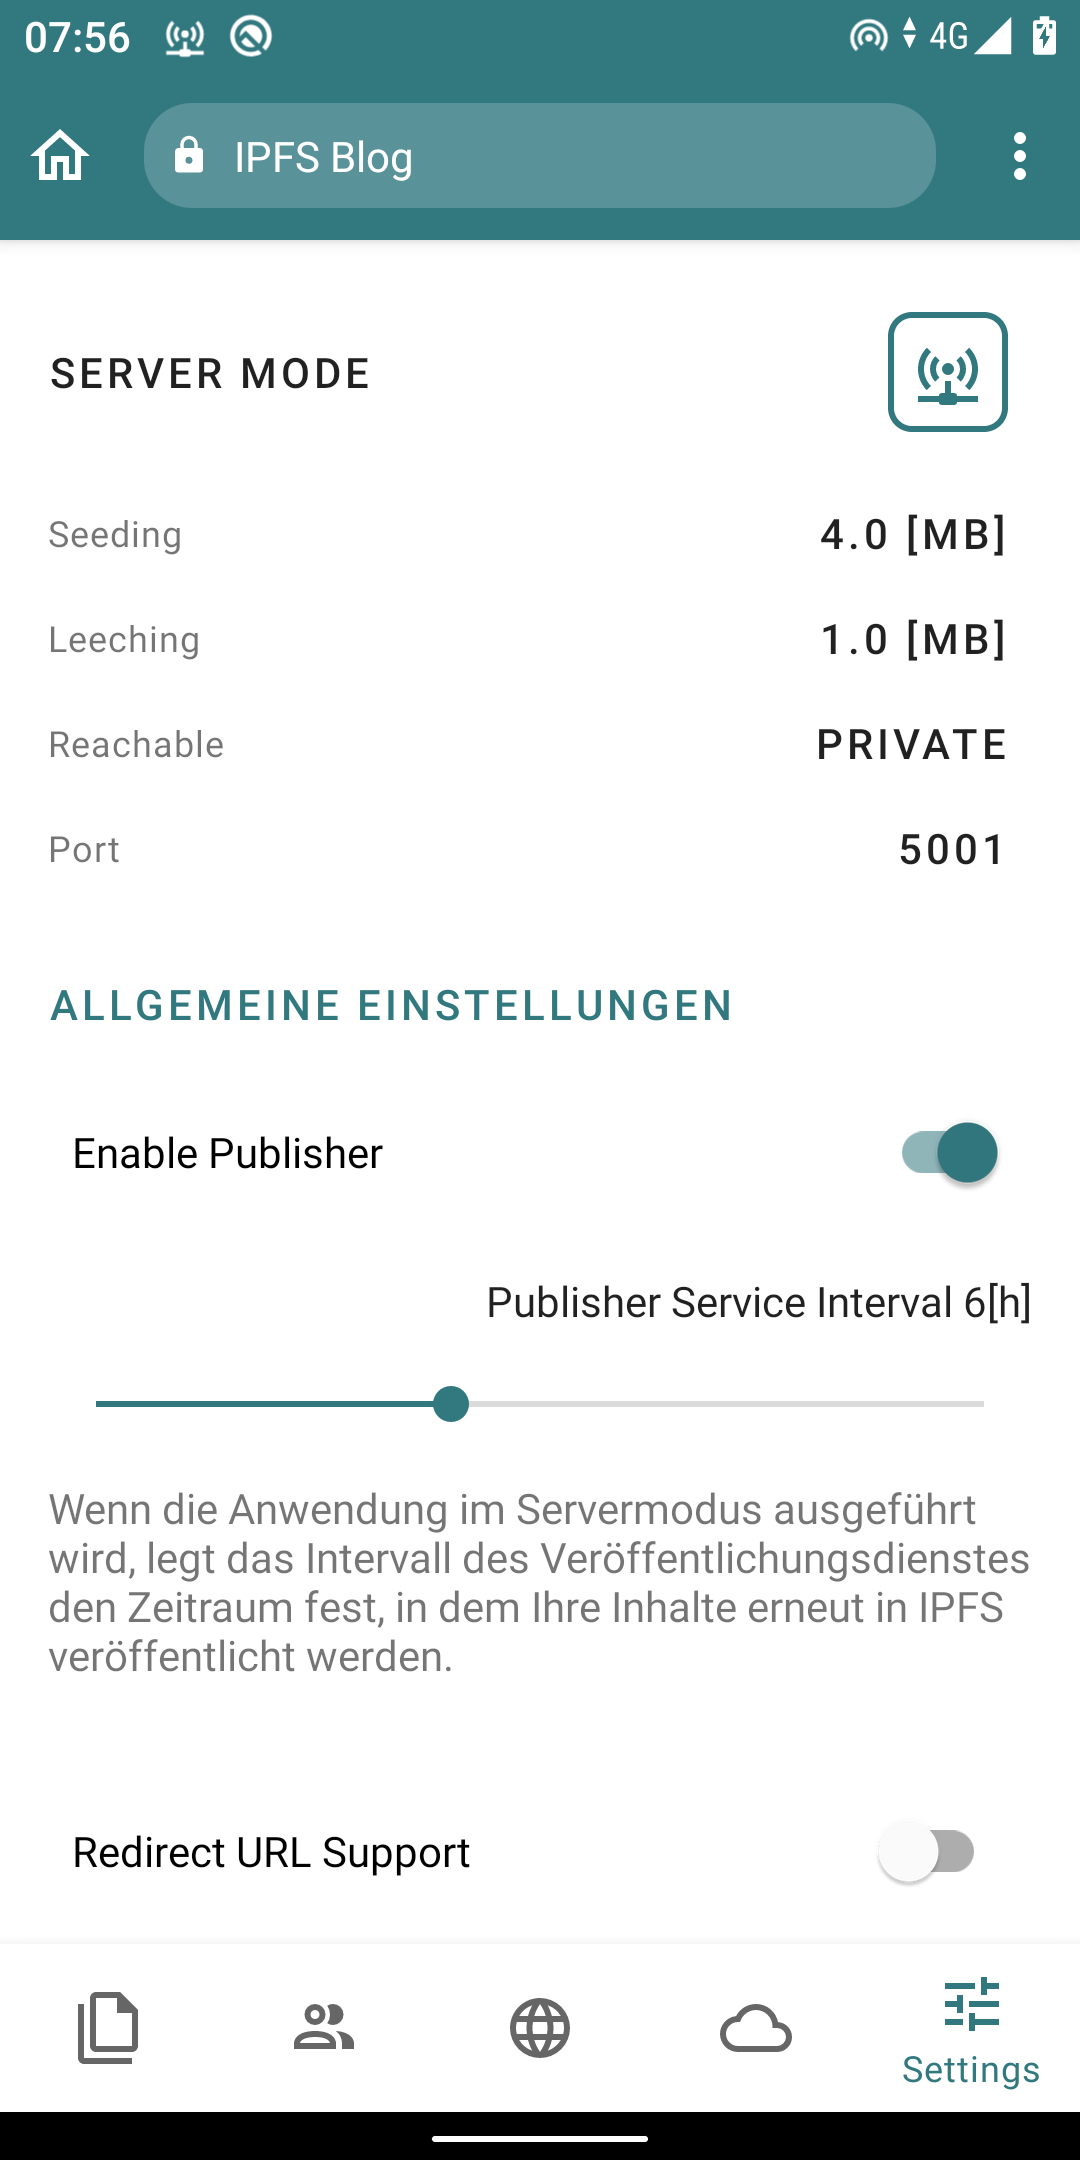 07:56
4G
IPFS Blog
SERVER MODE
Seeding 4.0 [MB]
Leeching 1.0 [MB]
Reachable PRIVATE
Port 5001
ALLGEMEINE EINSTELLUNGEN
Enable Publisher
Publisher Service Interval 6[h]
Wenn die Anwendung im Servermodus ausgeführt
wird, legt das Intervall des Veröffentlichungsdienstes
den Zeitraum fest, in dem Ihre Inhalte erneut in IPFS
veröffentlicht werden.
Redirect URL Support
Settings